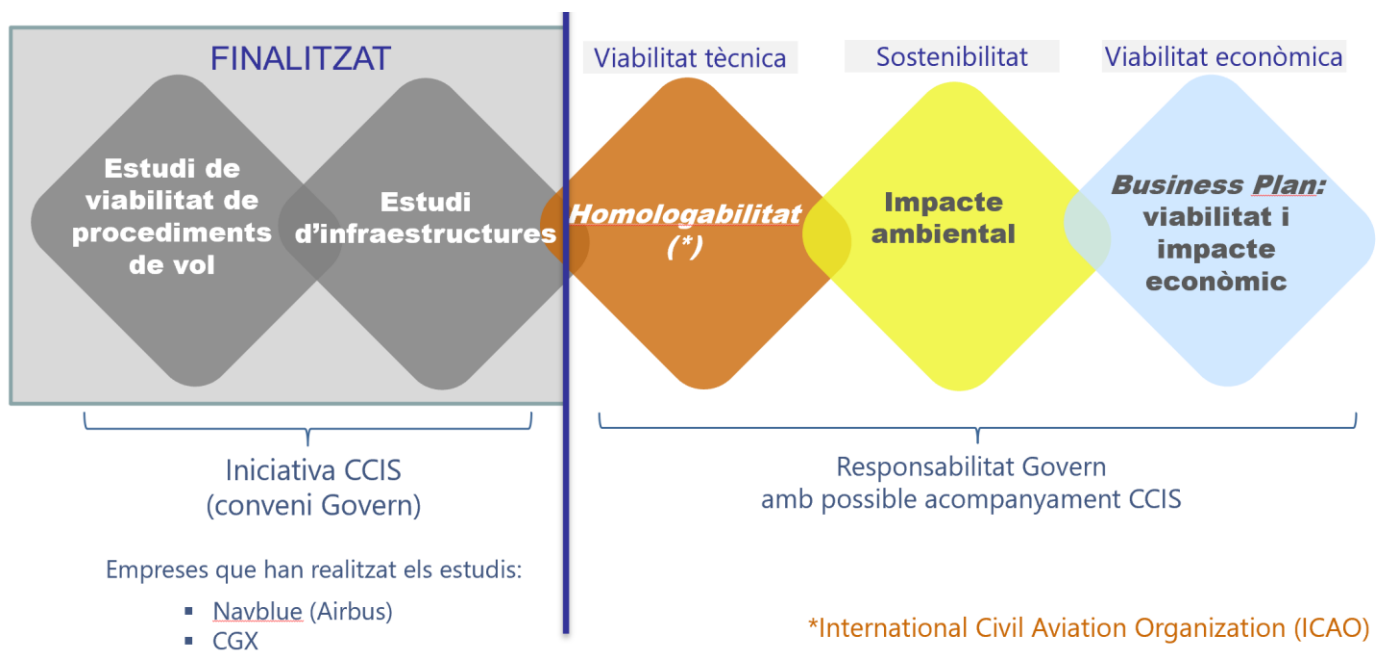 FINALITZAT
Estudi de
viabilitat de
procediments
de vol
Estudi
d’infraestructures
Iniciativa CCIS
(conveni Govern)
Empreses que han realitzat els estudis:
▪ Navblue (Airbus)
▪ CGX
Viabilitat tècnica
Homologabilitat
(*)
Sostenibilitat
Impacte
ambiental
Viabilitat econòmica
Business Plan:
viabilitat i
impacte
econòmic
Responsabilitat Govern
amb possible acompanyament CCIS
*International Civil Aviation Organization (ICAO)